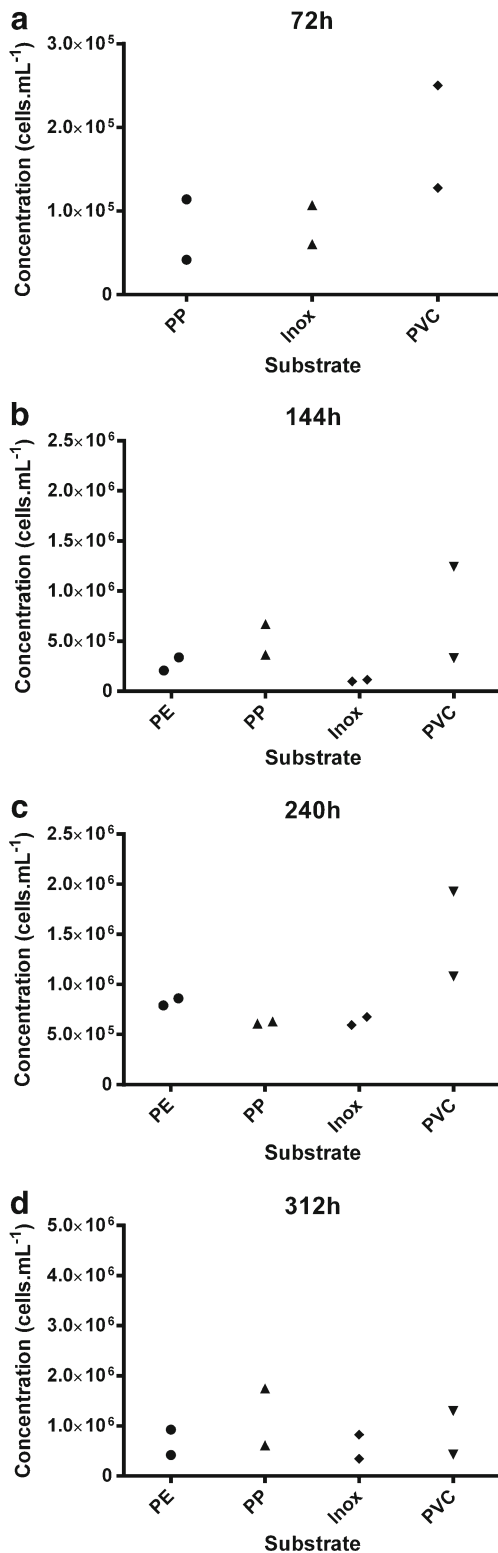 a
72h
Concentration (cells.mL⁻¹)
3.0×10⁵
2.0×10⁵
1.0×10⁵
0
PP
Inox
PVC
Substrate
b
144h
Concentration (cells.mL⁻¹)
2.5×10⁶
2.0×10⁶
1.5×10⁶
1.0×10⁶
5.0×10⁵
0
PE
PP
Inox
PVC
Substrate
c
240h
Concentration (cells.mL⁻¹)
2.5×10⁶
2.0×10⁶
1.5×10⁶
1.0×10⁶
5.0×10⁵
0
PE
PP
Inox
PVC
Substrate
d
312h
Concentration (cells.mL⁻¹)
5.0×10⁶
4.0×10⁶
3.0×10⁶
2.0×10⁶
1.0×10⁶
0
PE
PP
Inox
PVC
Substrate